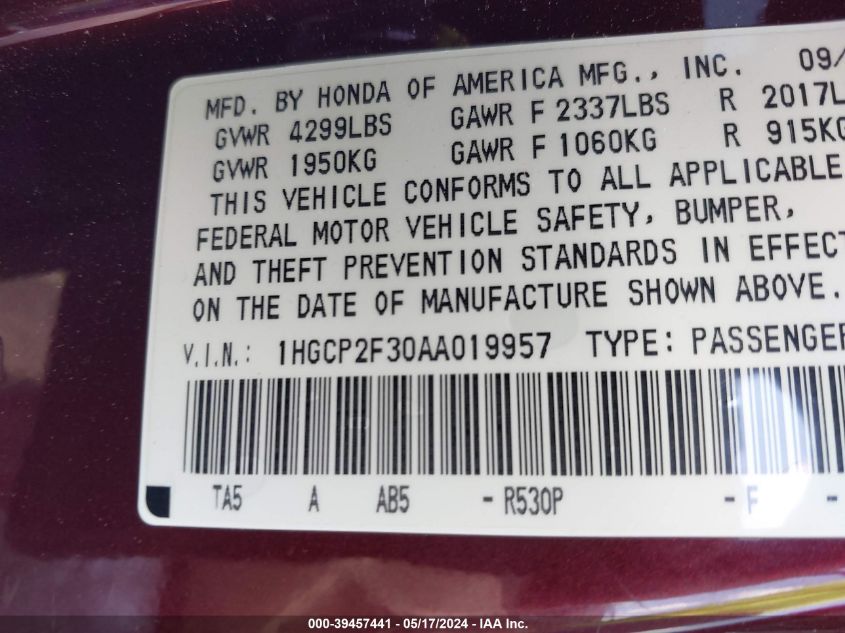 MFD. BY HONDA OF AMERICA MFG., INC. 09/
GVWR 4299LBS GAWR F 2337LBS R 2017L
GVWR 1950KG GAWR F 1060KG R 915KG
THIS VEHICLE CONFORMS TO ALL APPLICABLE
FEDERAL MOTOR VEHICLE SAFETY, BUMPER,
AND THEFT PREVENTION STANDARDS IN EFFECT
ON THE DATE OF MANUFACTURE SHOWN ABOVE.
V.I.N.: 1HGCP2F30AA019957 TYPE: PASSENGER
TA5 A AB5 - R530P - F -
000-39457441 - 05/17/2024 - IAA Inc.